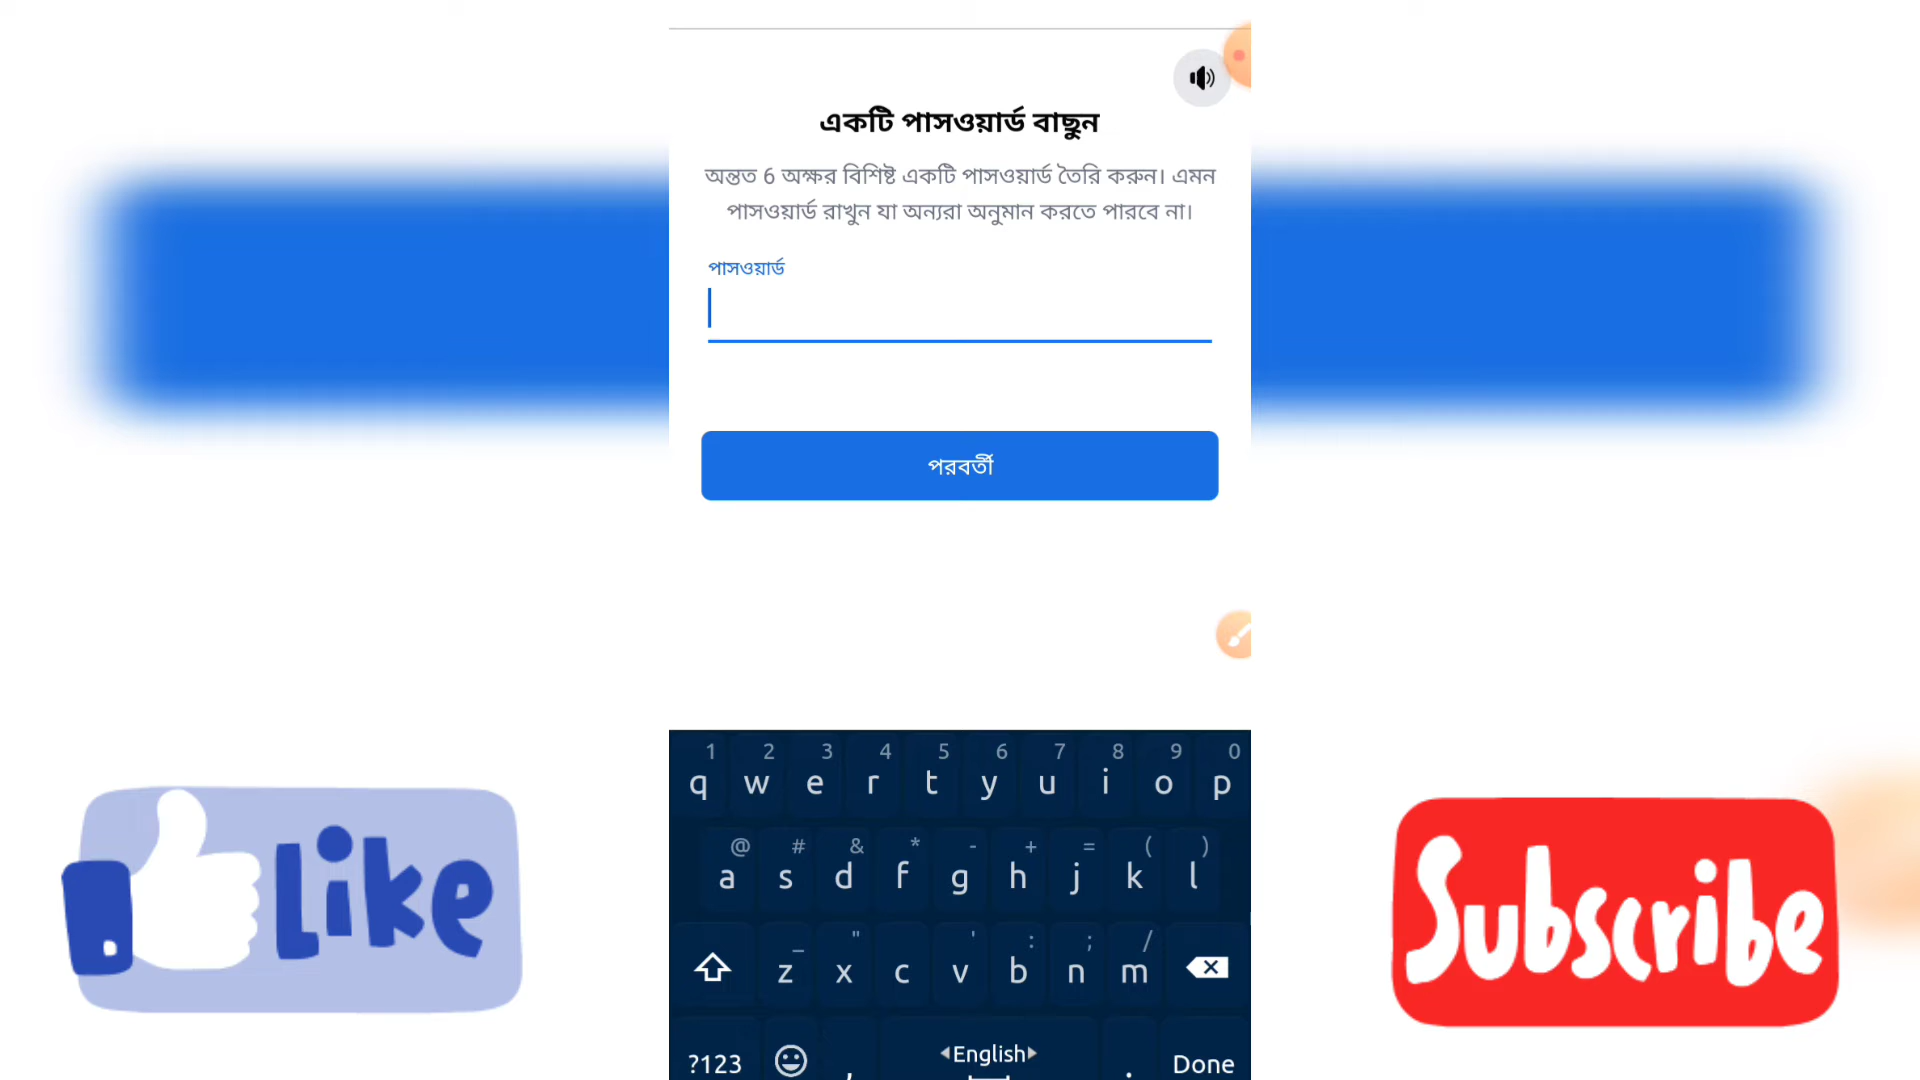 একটি পাসওয়ার্ড বাছুন
অন্তত 6 অক্ষর বিশিষ্ট একটি পাসওয়ার্ড তৈরি করুন। এমন
পাসওয়ার্ড রাখুন যা অন্যরা অনুমান করতে পারবে না।
পাসওয়ার্ড
পরবর্তী
1 2 3 4 5 6 7 8 9 0
q w e r t y u i o p
@ # & * - + = ( )
a s d f g h j k l
_ " ' : ; /
z x c v b n m
?123 , English . Done
Like
Subscribe